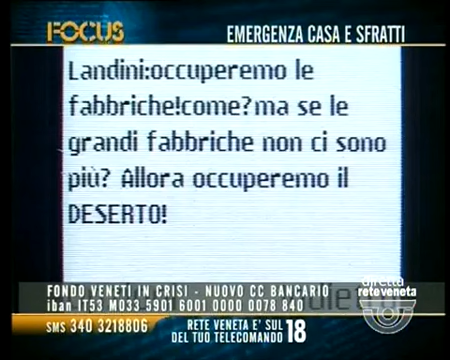 FOCUS
EMERGENZA CASA E SFRATTI
Landini:occuperemo le
fabbriche!come?ma se le
grandi fabbriche non ci sono
più? Allora occuperemo il
DESERTO!
diretta
reteveneta
FONDO VENETI IN CRISI - NUOVO CC BANCARIO
iban IT53 M033 5901 6001 0000 0078 840
SMS 340 3218806
RETE VENETA E' SUL
DEL TUO TELECOMANDO 18